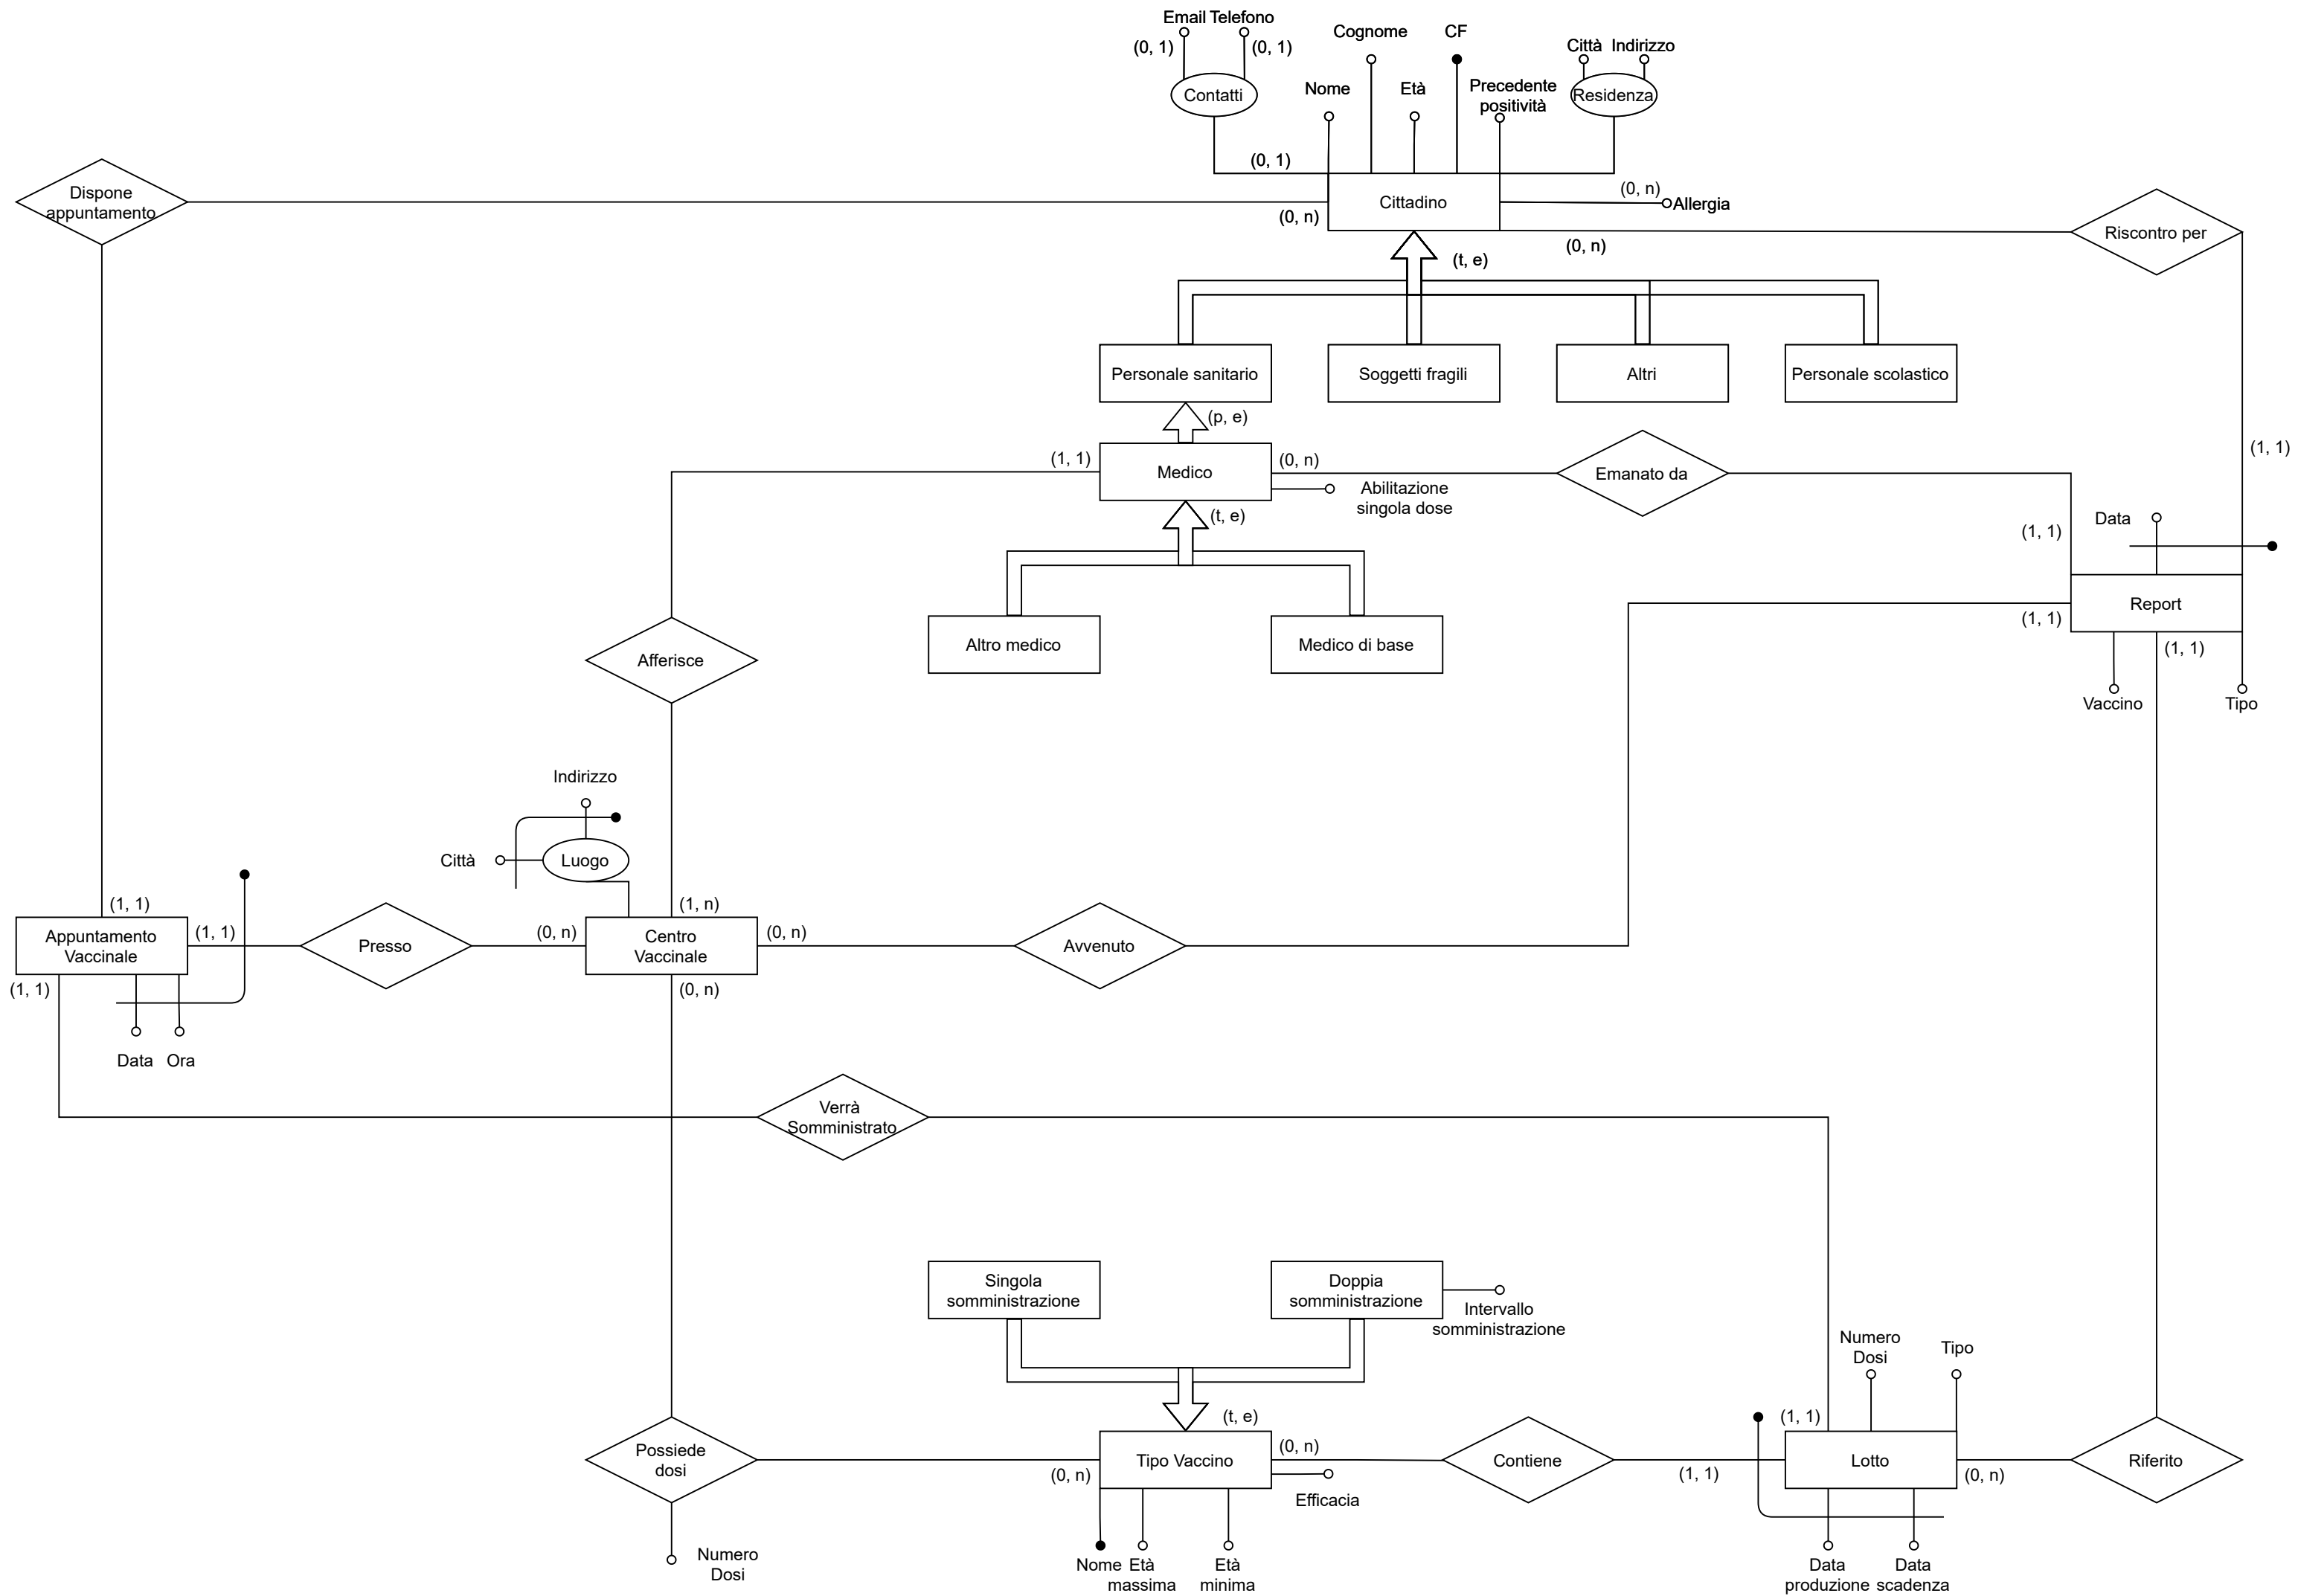 Email Telefono
(0, 1)
(0, 1)
Cognome
CF
Città
Indirizzo
Contatti
Nome
Età
Precedente
positività
Residenza
(0, 1)
Dispone
appuntamento
(0, n)
Cittadino
(0, n)
Allergia
(0, n)
Riscontro per
(t, e)
Personale sanitario
Soggetti fragili
Altri
Personale scolastico
(p, e)
(1, 1)
(1, 1)
Medico
(0, n)
Emanato da
Abilitazione
singola dose
(t, e)
Data
(1, 1)
Altro medico
Medico di base
Report
(1, 1)
(1, 1)
Afferisce
Vaccino
Tipo
Indirizzo
Città
Luogo
(1, 1)
(1, n)
Appuntamento
Vaccinale
(1, 1)
Presso
(0, n)
Centro
Vaccinale
(0, n)
Avvenuto
(1, 1)
(0, n)
Data
Ora
Verrà
Somministrato
Singola
somministrazione
Doppia
somministrazione
Intervallo
somministrazione
Numero
Dosi
Tipo
(t, e)
(1, 1)
Possiede
dosi
(0, n)
Tipo Vaccino
(0, n)
Contiene
(1, 1)
Lotto
(0, n)
Riferito
Efficacia
Numero
Dosi
Nome
Età
massima
Età
minima
Data
produzione
Data
scadenza